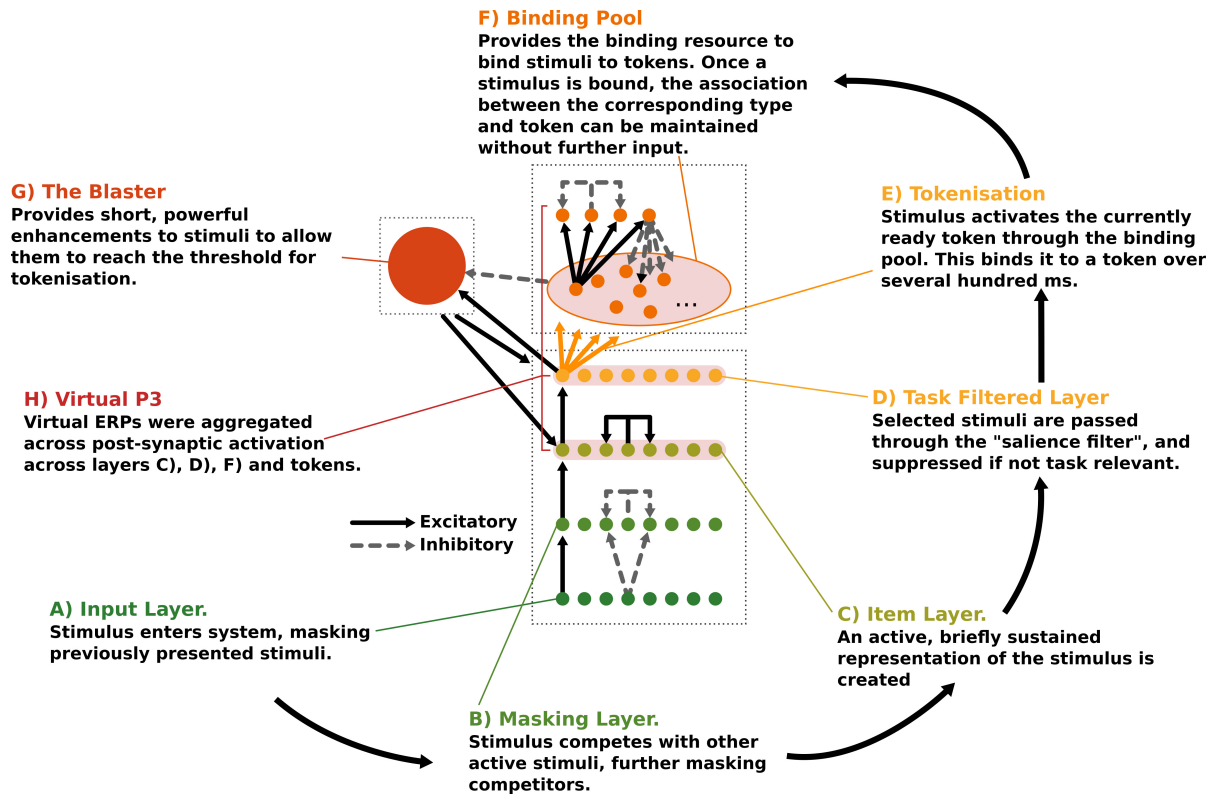 F) Binding Pool
Provides the binding resource to
bind stimuli to tokens. Once a
stimulus is bound, the association
between the corresponding type
and token can be maintained
without further input.
G) The Blaster
Provides short, powerful
enhancements to stimuli to allow
them to reach the threshold for
tokenisation.
E) Tokenisation
Stimulus activates the currently
ready token through the binding
pool. This binds it to a token over
several hundred ms.
...
H) Virtual P3
Virtual ERPs were aggregated
across post-synaptic activation
across layers C), D), F) and tokens.
D) Task Filtered Layer
Selected stimuli are passed
through the "salience filter", and
suppressed if not task relevant.
Excitatory
Inhibitory
A) Input Layer.
Stimulus enters system, masking
previously presented stimuli.
C) Item Layer.
An active, briefly sustained
representation of the stimulus is
created
B) Masking Layer.
Stimulus competes with other
active stimuli, further masking
competitors.